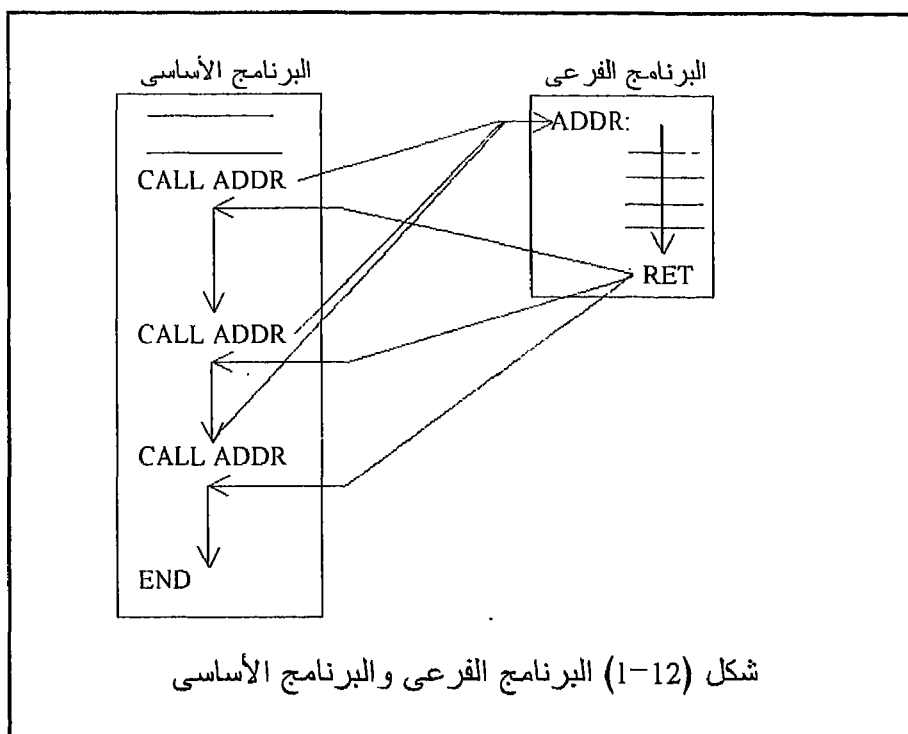 البرنامج الأساسى
البرنامج الفرعى
CALL ADDR
CALL ADDR
CALL ADDR
END
ADDR:
RET
شكل (12-1) البرنامج الفرعى والبرنامج الأساسى